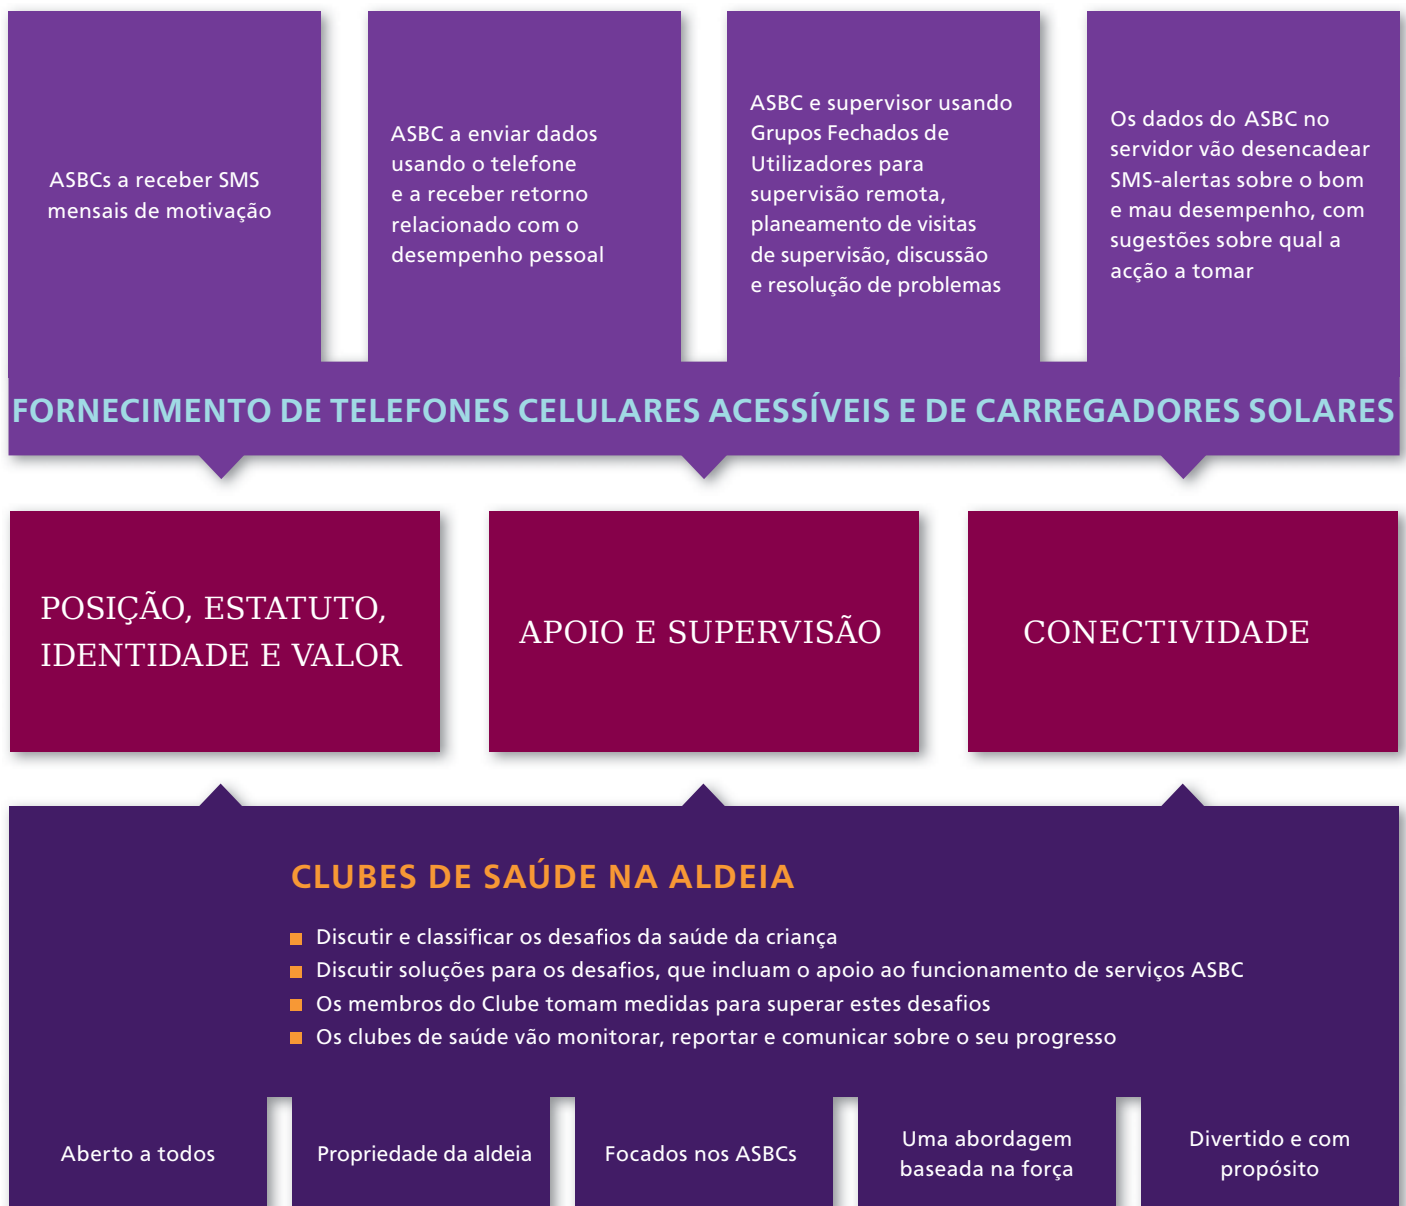 ASBCs a receber SMS
mensais de motivação
ASBC a enviar dados
usando o telefone
e a receber retorno
relacionado com o
desempenho pessoal
ASBC e supervisor usando
Grupos Fechados de
Utilizadores para
supervisão remota,
planeamento de visitas
de supervisão, discussão
e resolução de problemas
Os dados do ASBC no
servidor vão desencadear
SMS-alertas sobre o bom
e mau desempenho, com
sugestões sobre qual a
acção a tomar
FORNECIMENTO DE TELEFONES CELULARES ACESSÍVEIS E DE CARREGADORES SOLARES
POSIÇÃO, ESTATUTO,
IDENTIDADE E VALOR
APOIO E SUPERVISÃO
CONECTIVIDADE
CLUBES DE SAÚDE NA ALDEIA
Discutir e classificar os desafios da saúde da criança
Discutir soluções para os desafios, que incluam o apoio ao funcionamento de serviços ASBC
Os membros do Clube tomam medidas para superar estes desafios
Os clubes de saúde vão monitorar, reportar e comunicar sobre o seu progresso
Aberto a todos
Propriedade da aldeia
Focados nos ASBCs
Uma abordagem
baseada na força
Divertido e com
propósito